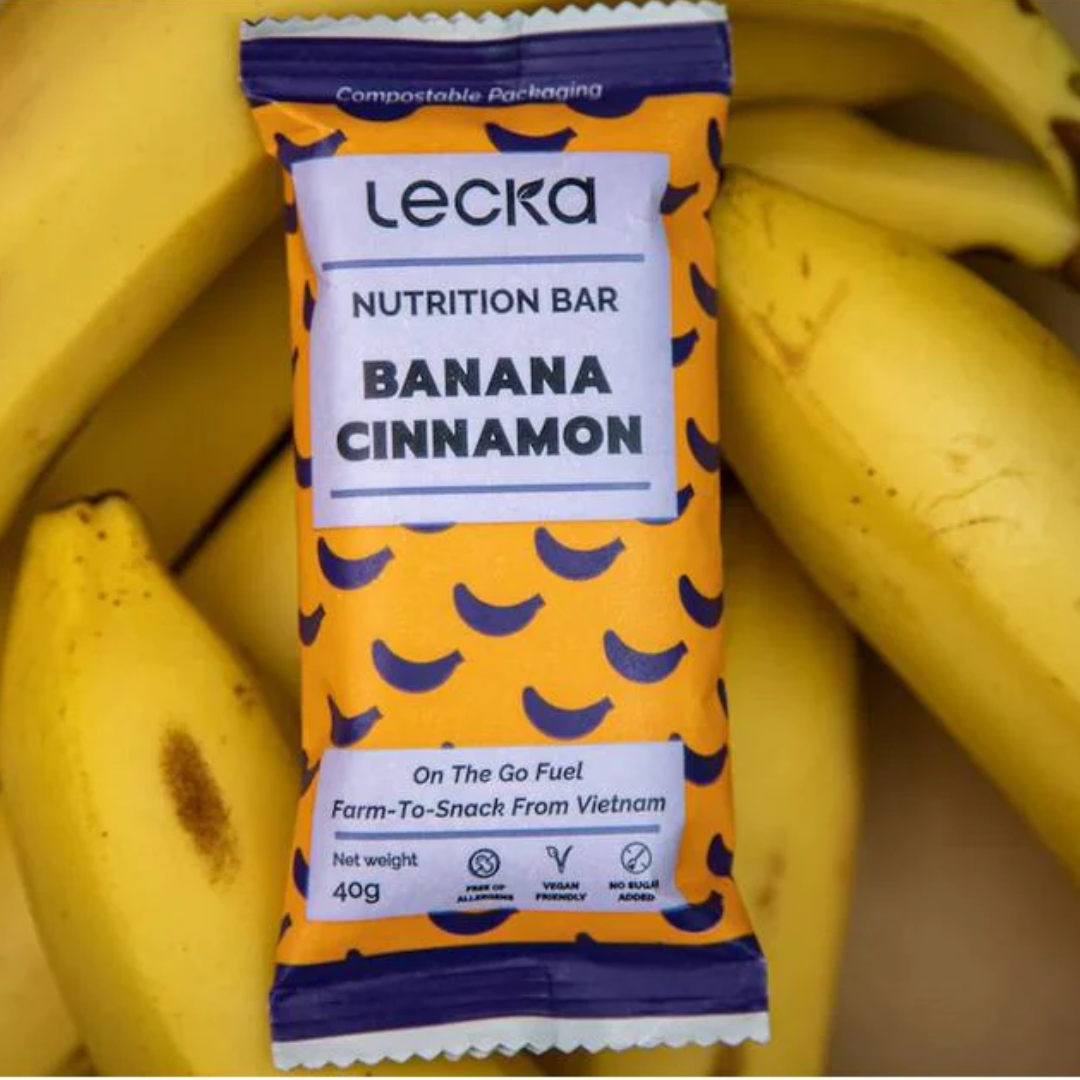 Compostable Packaging
Lecka
NUTRITION BAR
BANANA
CINNAMON
On The Go Fuel
Farm-To-Snack From Vietnam
Net weight
40g
FREE OF
ALLERGENS
VEGAN
FRIENDLY
NO SUGAR
ADDED